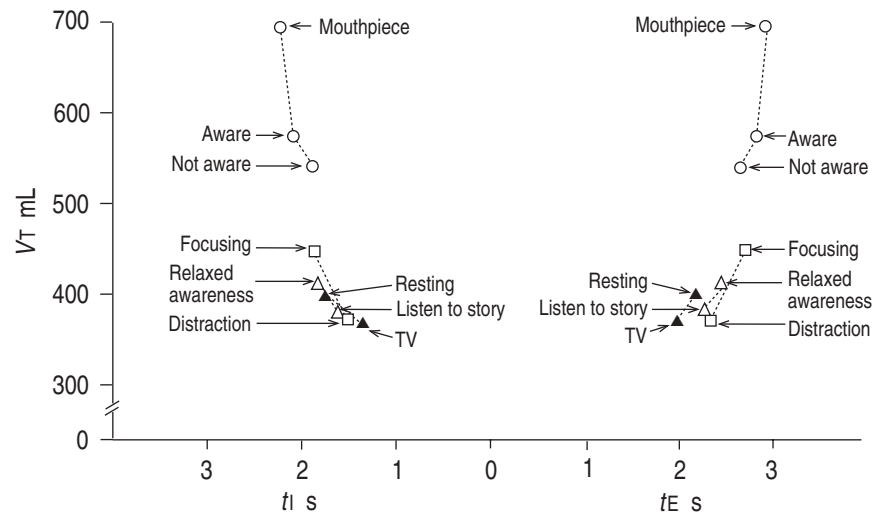 700
Mouthpiece
Mouthpiece
600
Aware
Aware
Not aware
Not aware
500
VT mL
Focusing
Focusing
Relaxed
awareness
Resting
Resting
Relaxed
awareness
400
Listen to story
Listen to story
Distraction
TV
TV
Distraction
300
0
3 2 1 0 1 2 3
tI s
tE s